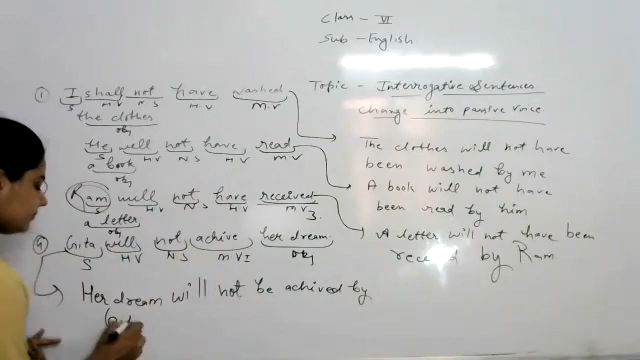 Class - VI
Sub - English
Topic - Interrogative Sentences
change into passive voice
① I shall not have washed
S HV NS HV MV
the clothes
obj
He will not have read
S HV NS HV MV
a book
obj
Ram will not have received
S HV NS HV MV3.
a letter
obj
④ Gita will not achive her dream
S HV NS MVI obj
Her dream will not be achived by
The clothes will not have
been washed by me
A book will not have
been read by him
A letter will not have been
by Ram